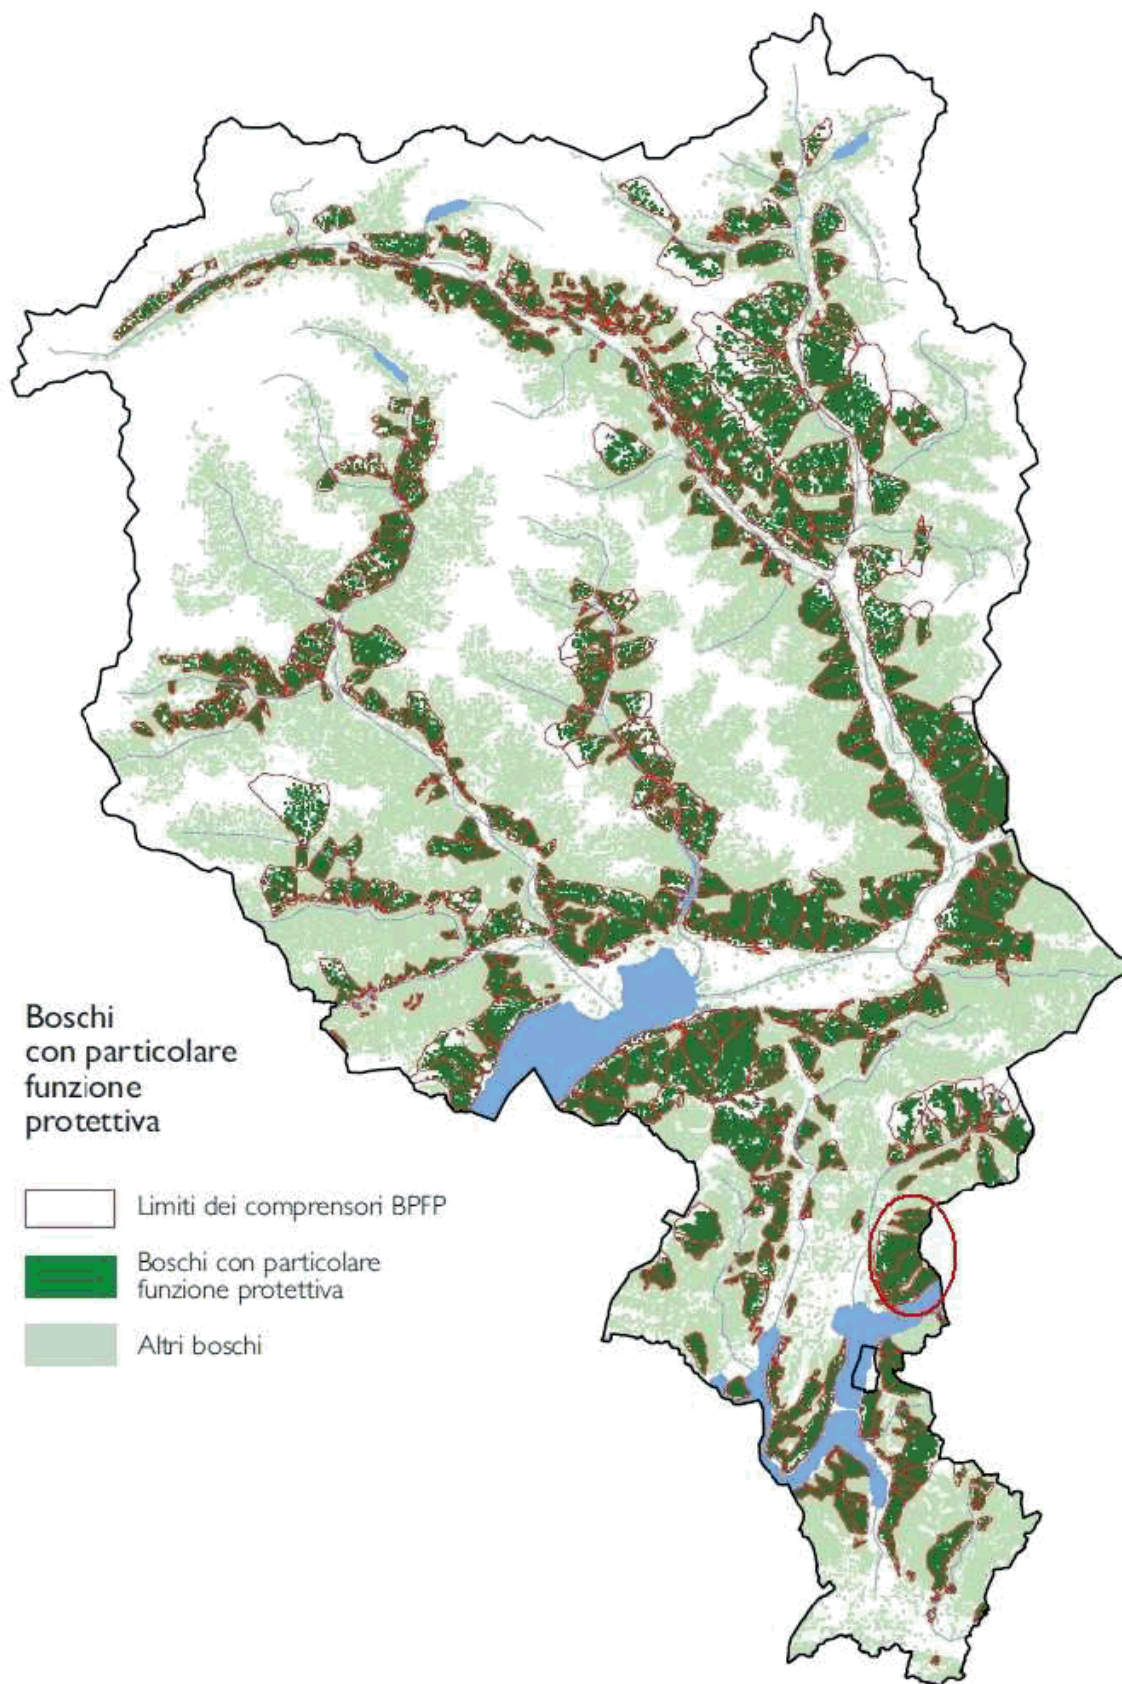 Boschi
con particolare
funzione
protettiva
Limiti dei comprensori BPFP
Boschi con particolare
funzione protettiva
Altri boschi